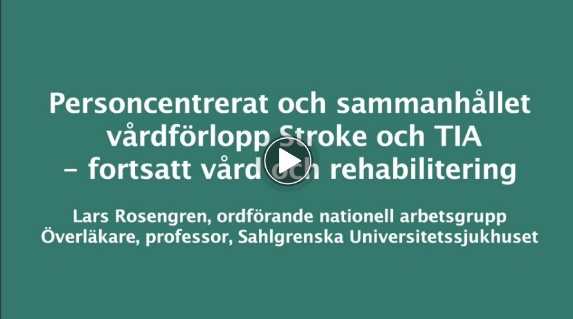 Personcentrerat och sammanhållet
vårdförlopp Stroke och TIA
– fortsatt vård och rehabilitering
Lars Rosengren, ordförande nationell arbetsgrupp
Överläkare, professor, Sahlgrenska Universitetssjukhuset